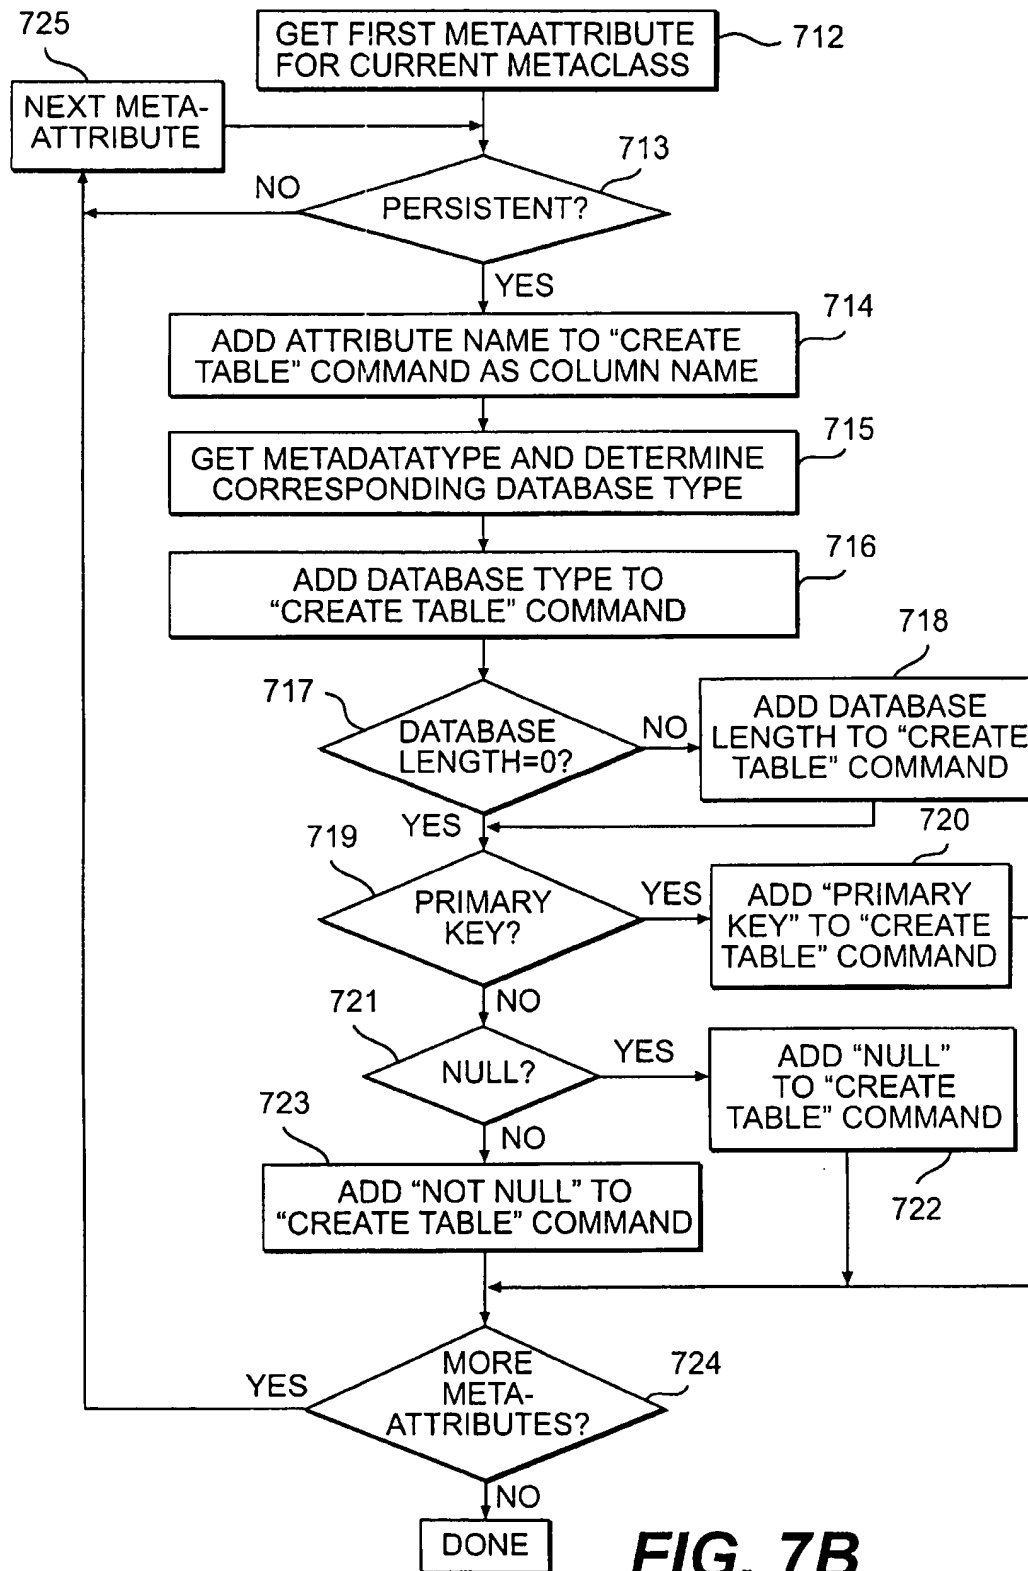 725
GET FIRST METAATTRIBUTE
FOR CURRENT METACLASS
712
NEXT META-
ATTRIBUTE
713
NO
PERSISTENT?
YES
714
ADD ATTRIBUTE NAME TO “CREATE
TABLE” COMMAND AS COLUMN NAME
715
GET METADATATYPE AND DETERMINE
CORRESPONDING DATABASE TYPE
716
ADD DATABASE TYPE TO
“CREATE TABLE” COMMAND
718
717
DATABASE
LENGTH=0?
NO
ADD DATABASE
LENGTH TO “CREATE
TABLE” COMMAND
YES
720
719
PRIMARY
KEY?
YES
ADD “PRIMARY
KEY” TO “CREATE
TABLE” COMMAND
NO
721
NULL?
YES
ADD “NULL”
TO “CREATE
TABLE” COMMAND
723
NO
722
ADD “NOT NULL” TO
“CREATE TABLE” COMMAND
MORE
META-
ATTRIBUTES?
724
YES
NO
DONE
FIG. 7B